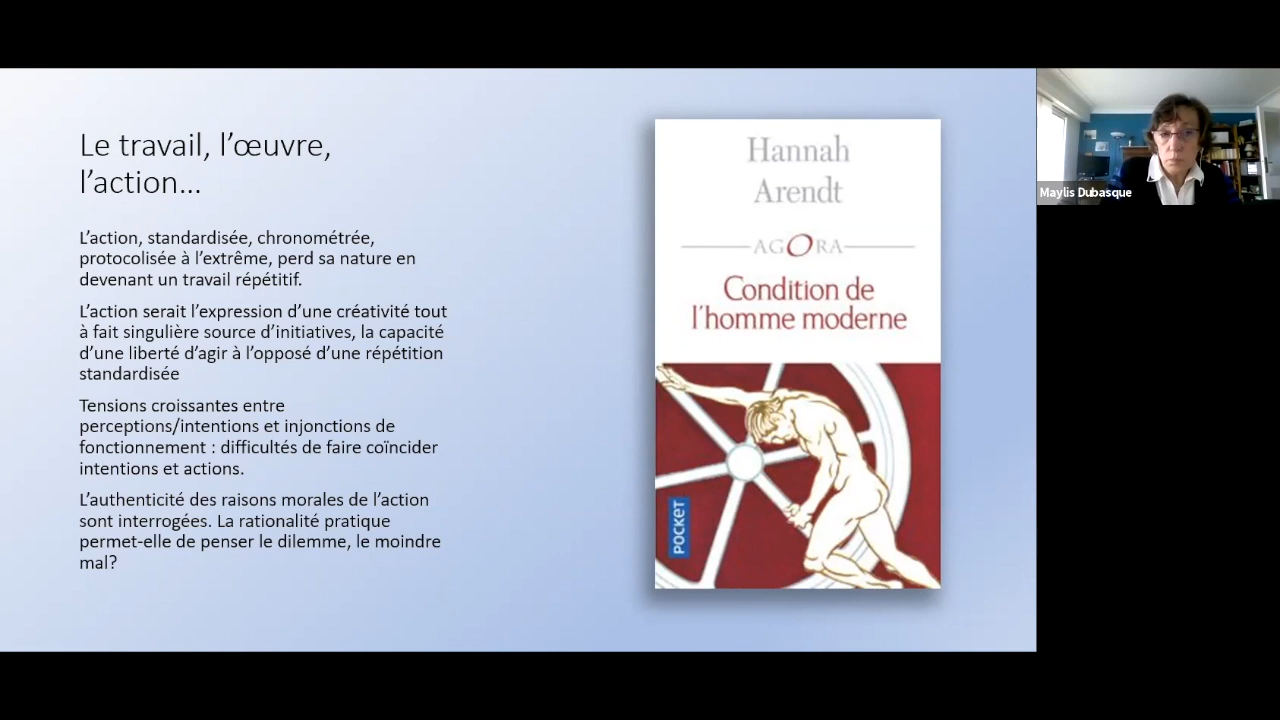 Le travail, l’œuvre,
l’action…
L’action, standardisée, chronométrée,
protocolisée à l’extrême, perd sa nature en
devenant un travail répétitif.
L’action serait l’expression d’une créativité tout
à fait singulière source d’initiatives, la capacité
d’une liberté d’agir à l’opposé d’une répétition
standardisée
Tensions croissantes entre
perceptions/intentions et injonctions de
fonctionnement : difficultés de faire coïncider
intentions et actions.
L’authenticité des raisons morales de l’action
sont interrogées. La rationalité pratique
permet-elle de penser le dilemme, le moindre
mal?
Hannah
Arendt
AGORA
Condition de
l’homme moderne
POCKET
Maylis Dubasque